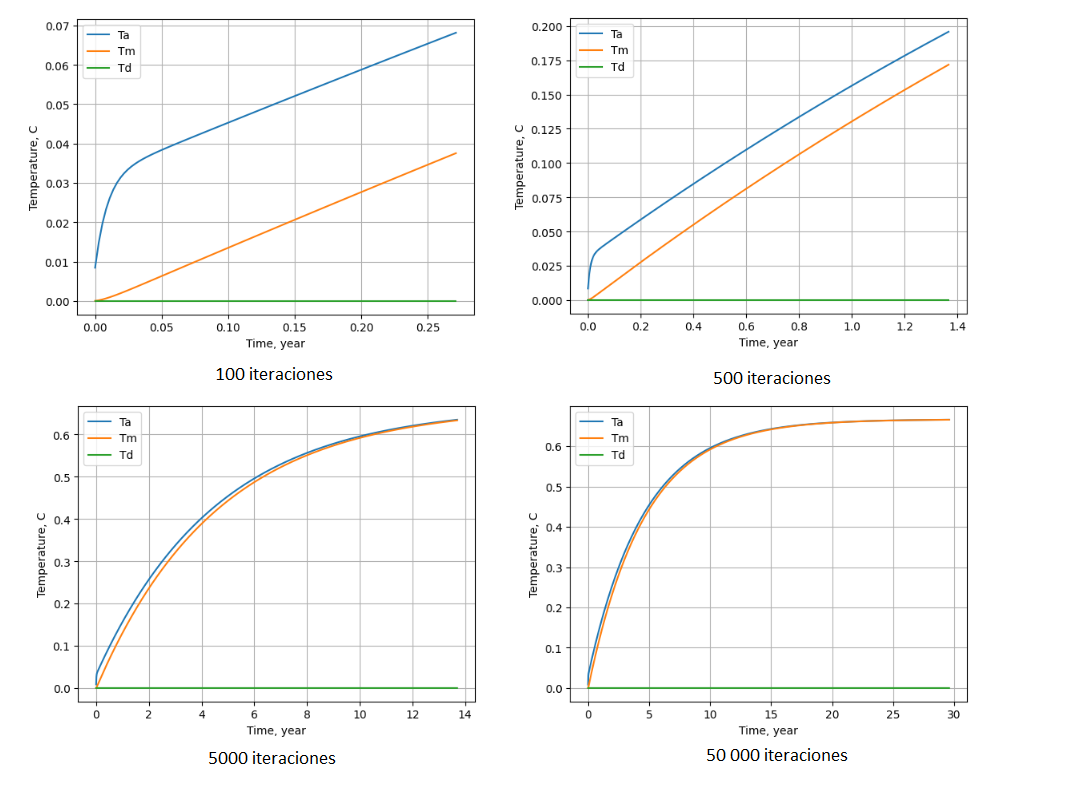 0.07
0.06
0.05
0.04
0.03
0.02
0.01
0.00
Temperature, C
Ta
Tm
Td
0.00 0.05 0.10 0.15 0.20 0.25
Time, year
100 iteraciones
0.200
0.175
0.150
0.125
0.100
0.075
0.050
0.025
0.000
Temperature, C
Ta
Tm
Td
0.0 0.2 0.4 0.6 0.8 1.0 1.2 1.4
Time, year
500 iteraciones
0.6
0.5
0.4
0.3
0.2
0.1
0.0
Temperature, C
Ta
Tm
Td
0 2 4 6 8 10 12 14
Time, year
5000 iteraciones
0.6
0.5
0.4
0.3
0.2
0.1
0.0
Temperature, C
Ta
Tm
Td
0 5 10 15 20 25 30
Time, year
50 000 iteraciones